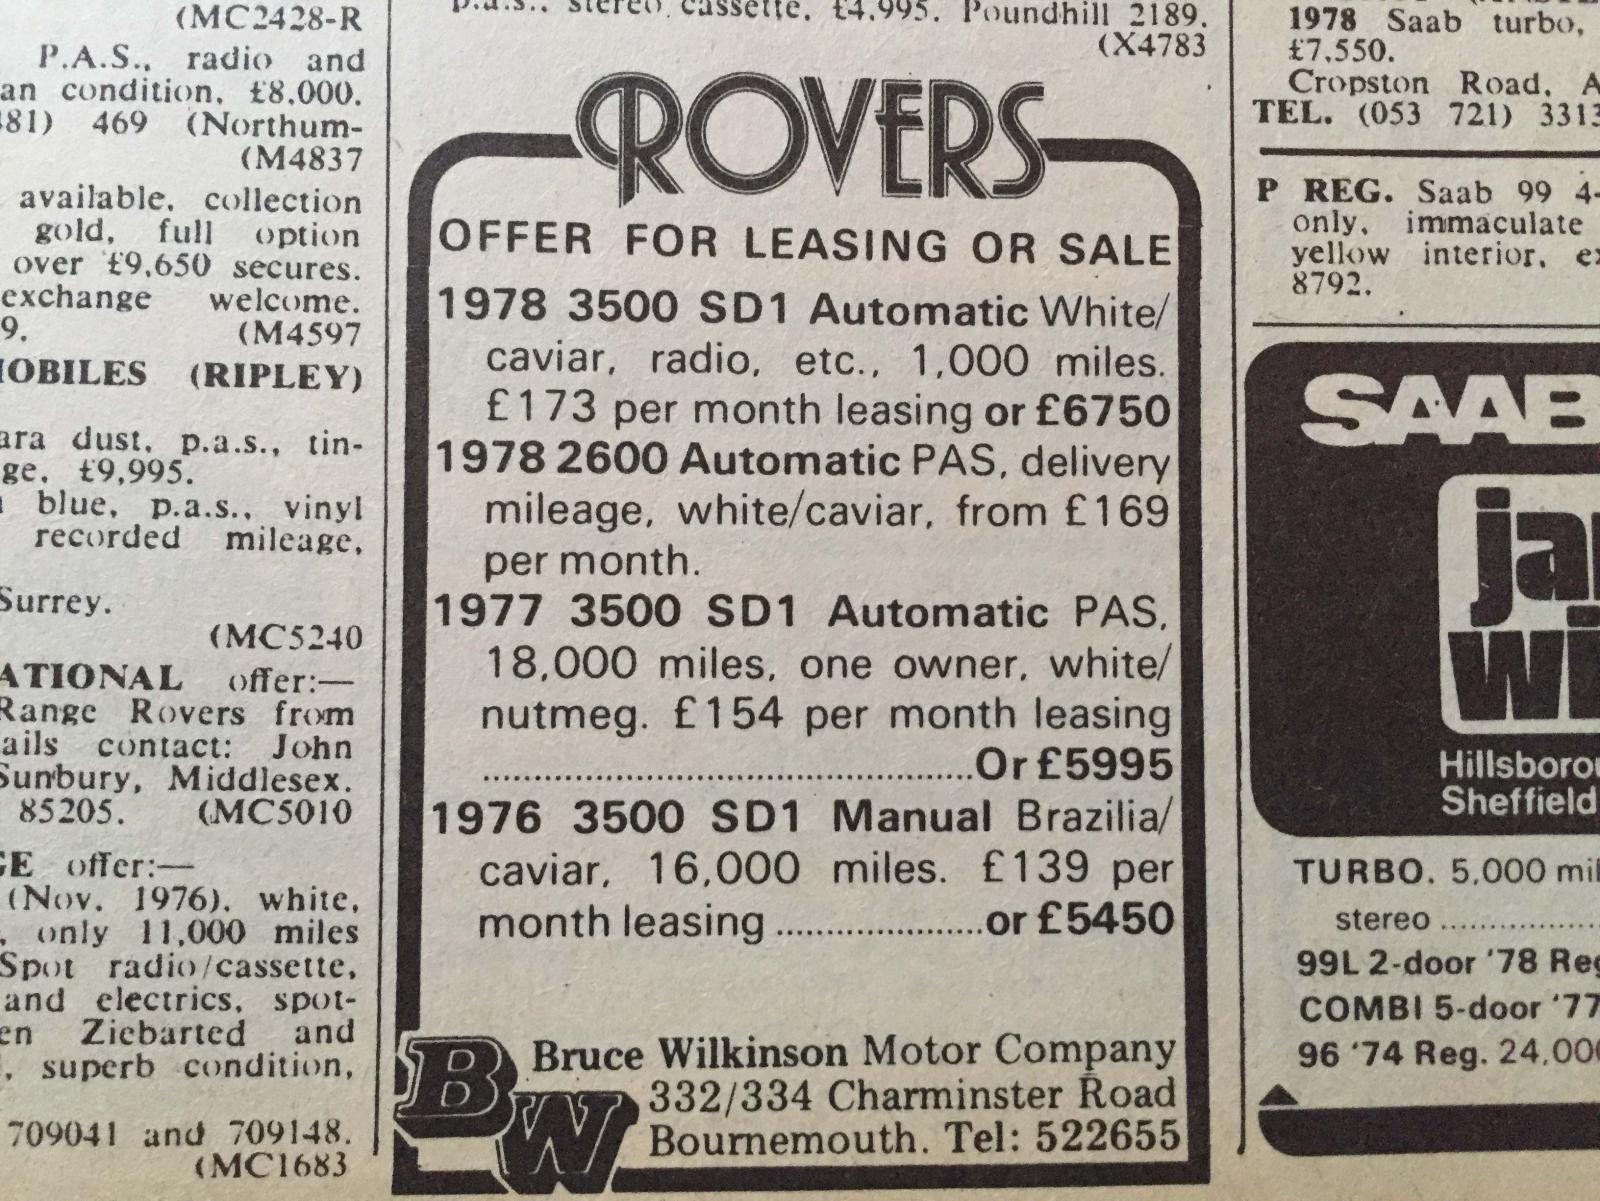 (MC2428-R
P.A.S., radio and
an condition, £8,000.
481) 469 (Northum-
(M4837
available, collection
gold, full option
over £9,650 secures.
exchange welcome.
9. (M4597
MOBILES (RIPLEY)
ara dust, p.a.s., tin-
ge, £9,995.
blue, p.a.s., vinyl
recorded mileage,
Surrey.
(MC5240
ATIONAL offer:—
Range Rovers from
ails contact: John
Sunbury, Middlesex.
85205. (MC5010
GE offer:—
(Nov. 1976), white,
, only 11,000 miles
Spot radio/cassette,
and electrics, spot-
en Ziebarted and
, superb condition,
709041 and 709148.
(MC1683
p.a.s., stereo cassette, £4,995. Poundhill 2189.
(X4783
ROVERS
OFFER FOR LEASING OR SALE
1978 3500 SD1 Automatic White/
caviar, radio, etc., 1,000 miles.
£173 per month leasing or £6750
1978 2600 Automatic PAS, delivery
mileage, white/caviar, from £169
per month.
1977 3500 SD1 Automatic PAS,
18,000 miles, one owner, white/
nutmeg. £154 per month leasing
.......................................Or £5995
1976 3500 SD1 Manual Brazilia/
caviar, 16,000 miles. £139 per
month leasing .....................or £5450
BW
Bruce Wilkinson Motor Company
332/334 Charminster Road
Bournemouth. Tel: 522655
1978 Saab turbo,
£7,550.
Cropston Road, A
TEL. (053 721) 3313
P REG. Saab 99 4-
only, immaculate
yellow interior, ex
8792.
SAAB
jam
wi
Hillsborou
Sheffield
TURBO. 5,000 mil
stereo ................
99L 2-door '78 Reg
COMBI 5-door '77
96 '74 Reg. 24,000